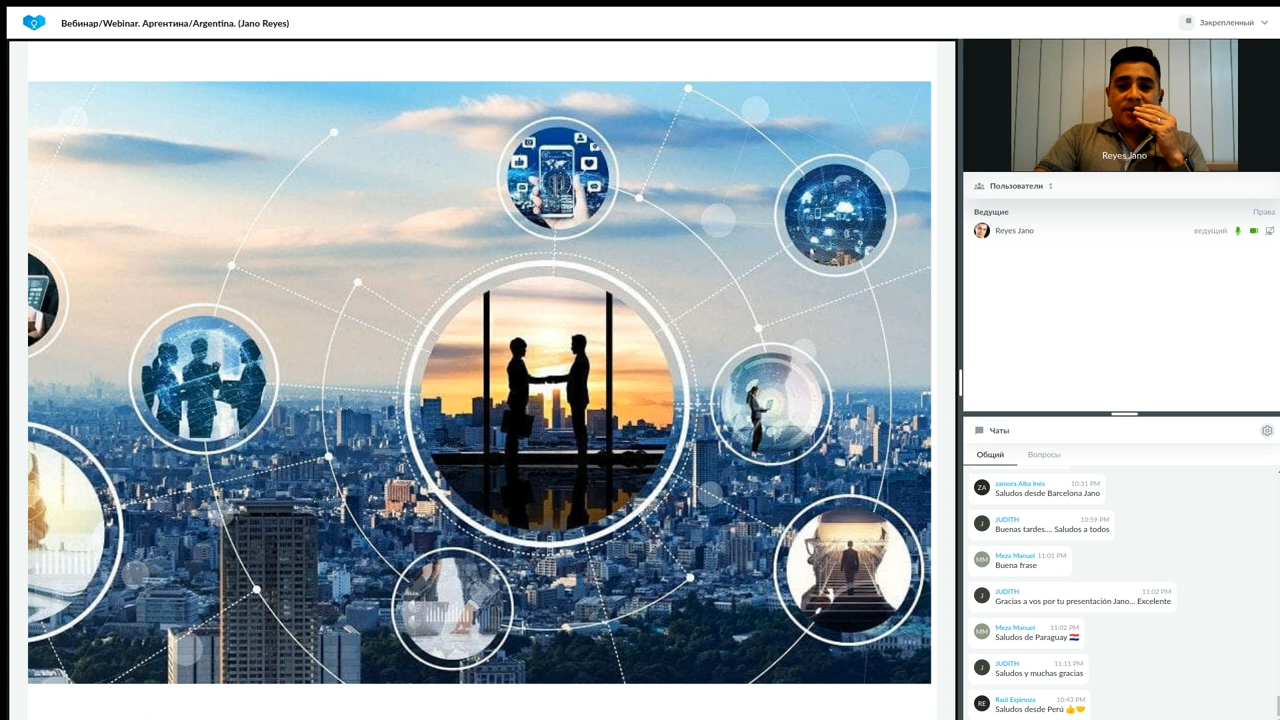 Вебинар/Webinar. Аргентина/Argentina. (Jano Reyes)
Закрепленный
Reyes Jano
Пользователи 1
Ведущие Права
Reyes Jano ведущий
Чаты
Общий Вопросы
ZA zamora Alba Inés 10:31 PM
Saludos desde Barcelona Jano
J JUDITH 10:59 PM
Buenas tardes.... Saludos a todos
MM Meza Manuel 11:01 PM
Buena frase
J JUDITH 11:02 PM
Gracias a vos por tu presentación Jano... Excelente
MM Meza Manuel 11:02 PM
Saludos de Paraguay 🇵🇾
J JUDITH 11:11 PM
Saludos y muchas gracias
RE Raúl Espinoza 10:43 PM
Saludos desde Perú 👍🤝